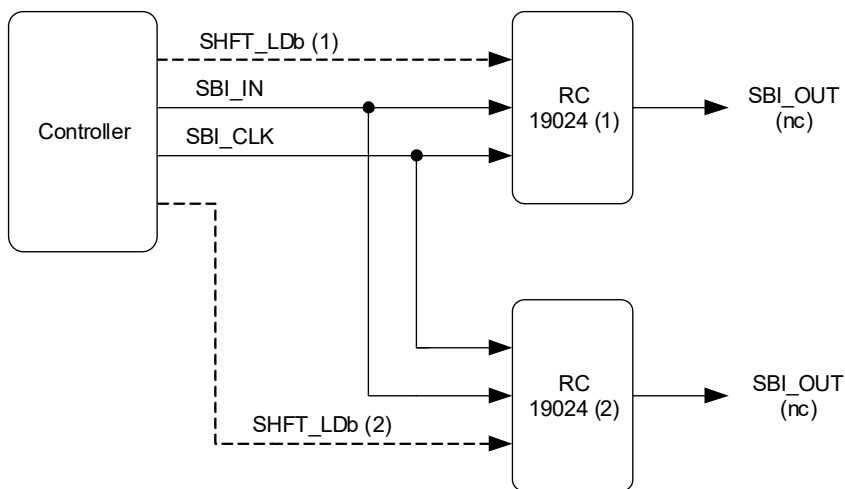 SHFT_LDb (1)
SBI_IN
SBI_CLK
Controller
RC
19024 (1)
SBI_OUT
(nc)
RC
19024 (2)
SBI_OUT
(nc)
SHFT_LDb (2)